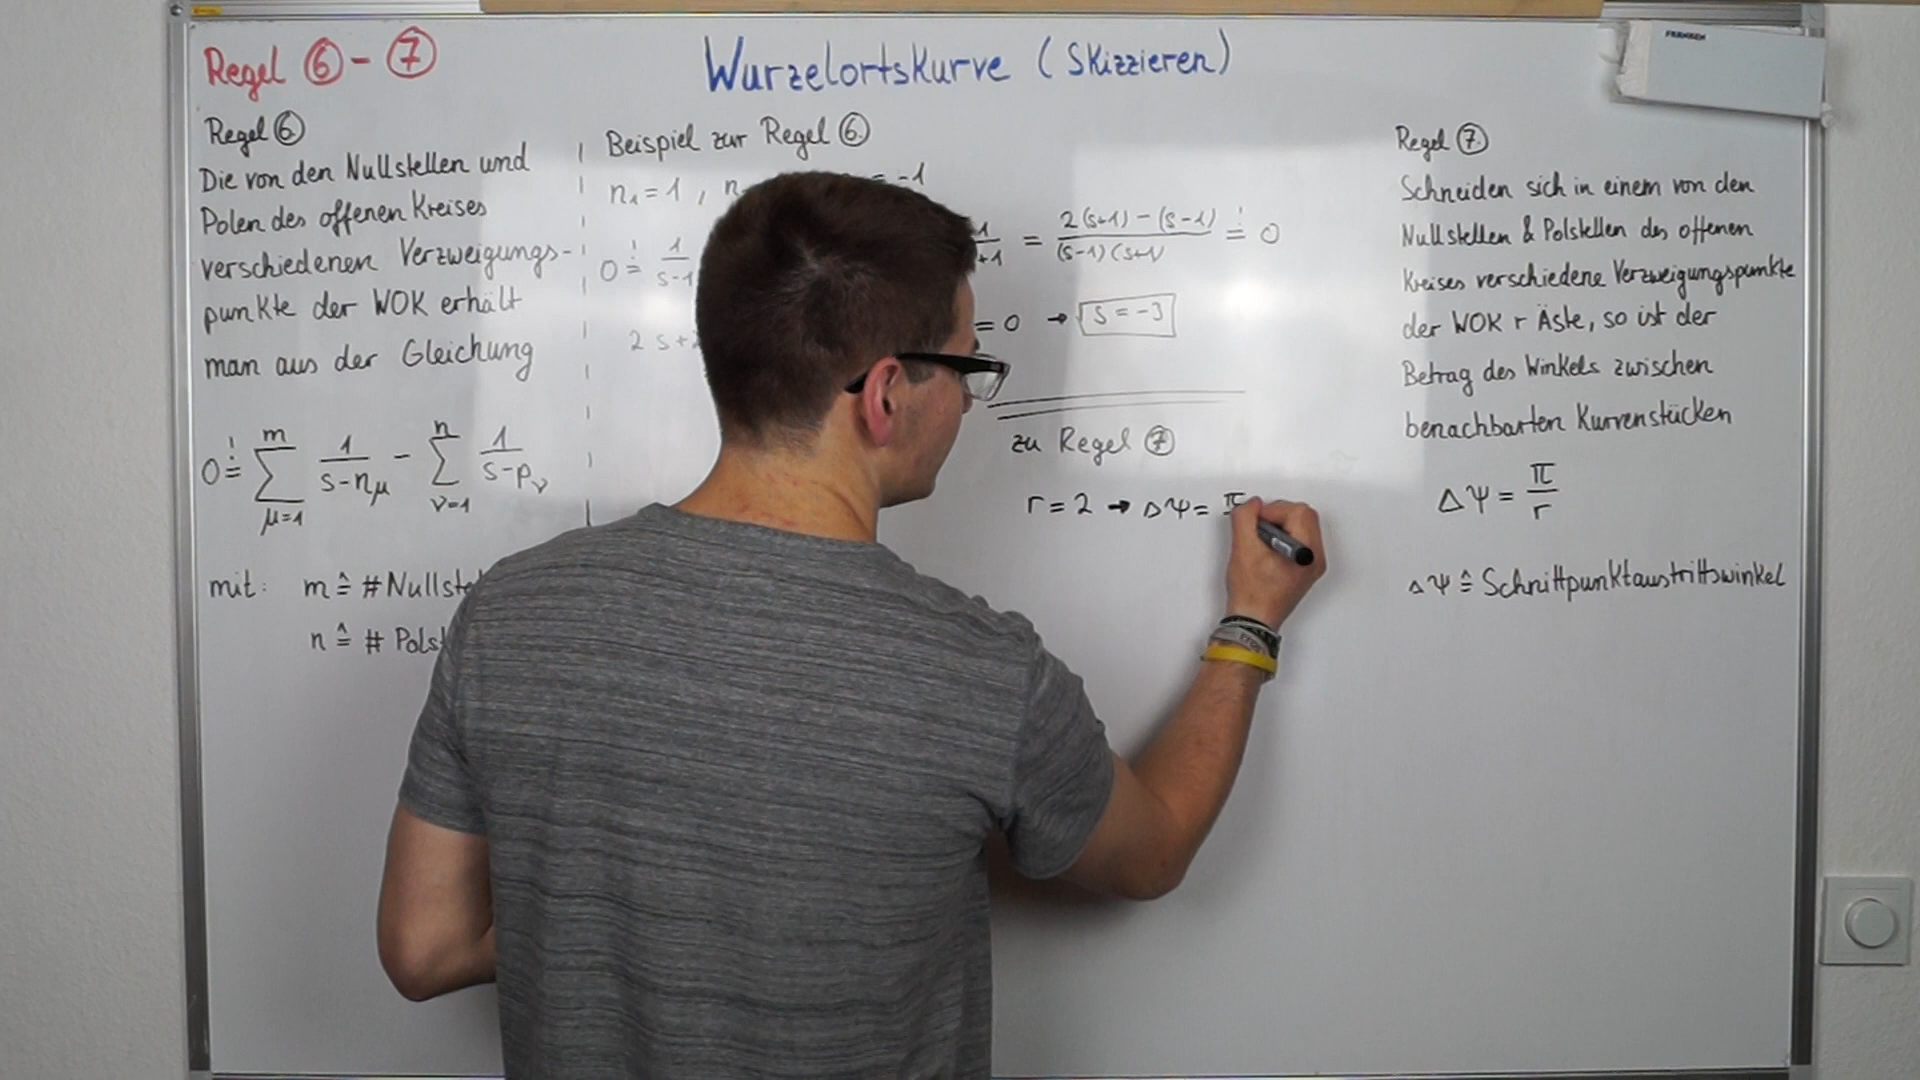 Regel ⑥ - ⑦
Wurzelortskurve (Skizzieren)
FRANKEN
Regel ⑥
Die von den Nullstellen und
Polen des offenen Kreises
verschiedenen Verzweigungs-
punkte der WOK erhält
man aus der Gleichung
0 =! ∑_{μ=1}^{m} 1/(s-n_μ) - ∑_{ν=1}^{n} 1/(s-p_ν)
mit: m ≙ #Nullste
n ≙ # Polst
Beispiel zur Regel ⑥.
n₁ = 1 , n = -1
0 =! 1/(s-1) 1/+1 = (2(s+1) - (s-1))/((s-1)(s+1)) =! 0
2s+2 = 0 → s = -3
zu Regel ⑦
r = 2 → ΔΨ = π
Regel ⑦.
Schneiden sich in einem von den
Nullstellen & Polstellen des offenen
Kreises verschiedene Verzweigungspunkte
der WOK r Äste, so ist der
Betrag des Winkels zwischen
benachbarten Kurvenstücken
ΔΨ = π/r
ΔΨ ≙ Schnittpunktaustrittswinkel